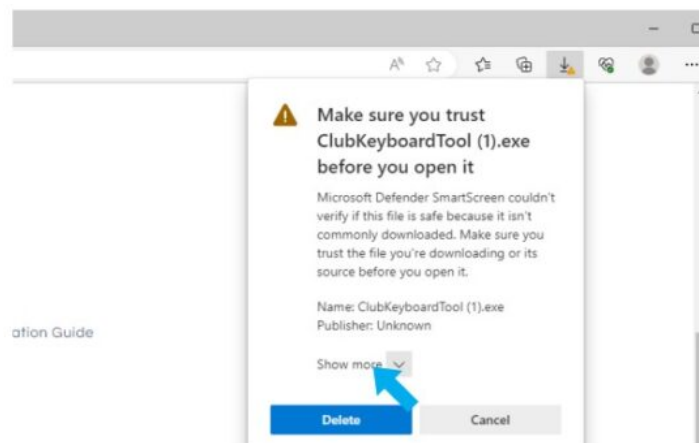 Make sure you trust
ClubKeyboardTool (1).exe
before you open it
Microsoft Defender SmartScreen couldn't
verify if this file is safe because it isn't
commonly downloaded. Make sure you
trust the file you're downloading or its
source before you open it.
Name: ClubKeyboardTool (1).exe
Publisher: Unknown
ation Guide
Show more
Delete
Cancel